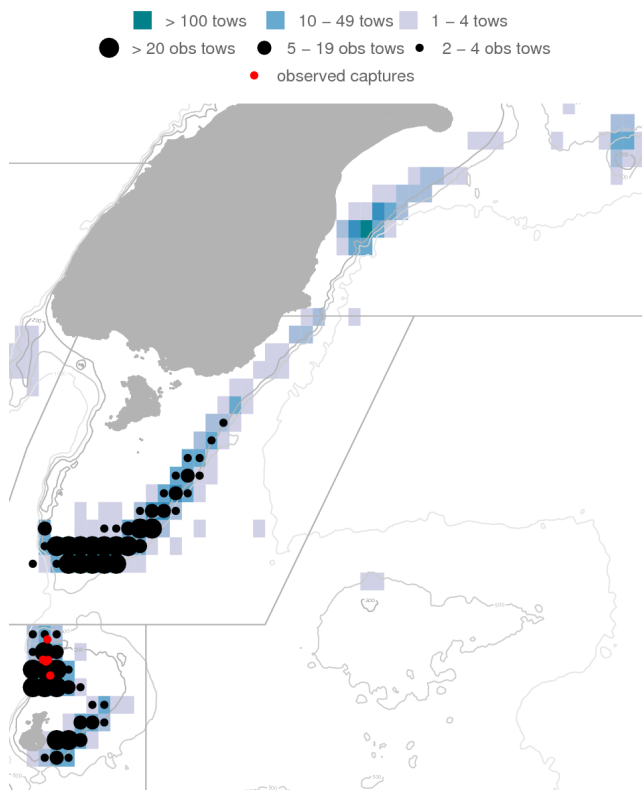 > 100 tows 10 − 49 tows 1 − 4 tows
> 20 obs tows 5 − 19 obs tows 2 − 4 obs tows
observed captures